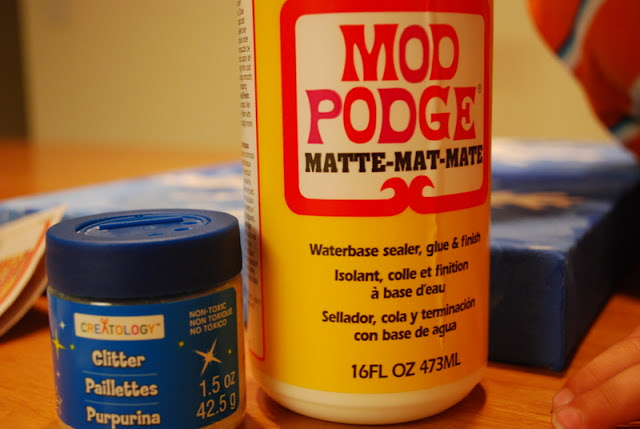 MOD
PODGE®
MATTE-MAT-MATE
Waterbase sealer, glue & finish
Isolant, colle et finition
à base d'eau
Sellador, cola y terminación
con base de agua
16FL OZ 473ML
CREATOLOGY™
NON-TOXIC
NON TOXIQUE
NO TOXICO
Glitter
Paillettes
Purpurina
1.5 oz
42.5 g